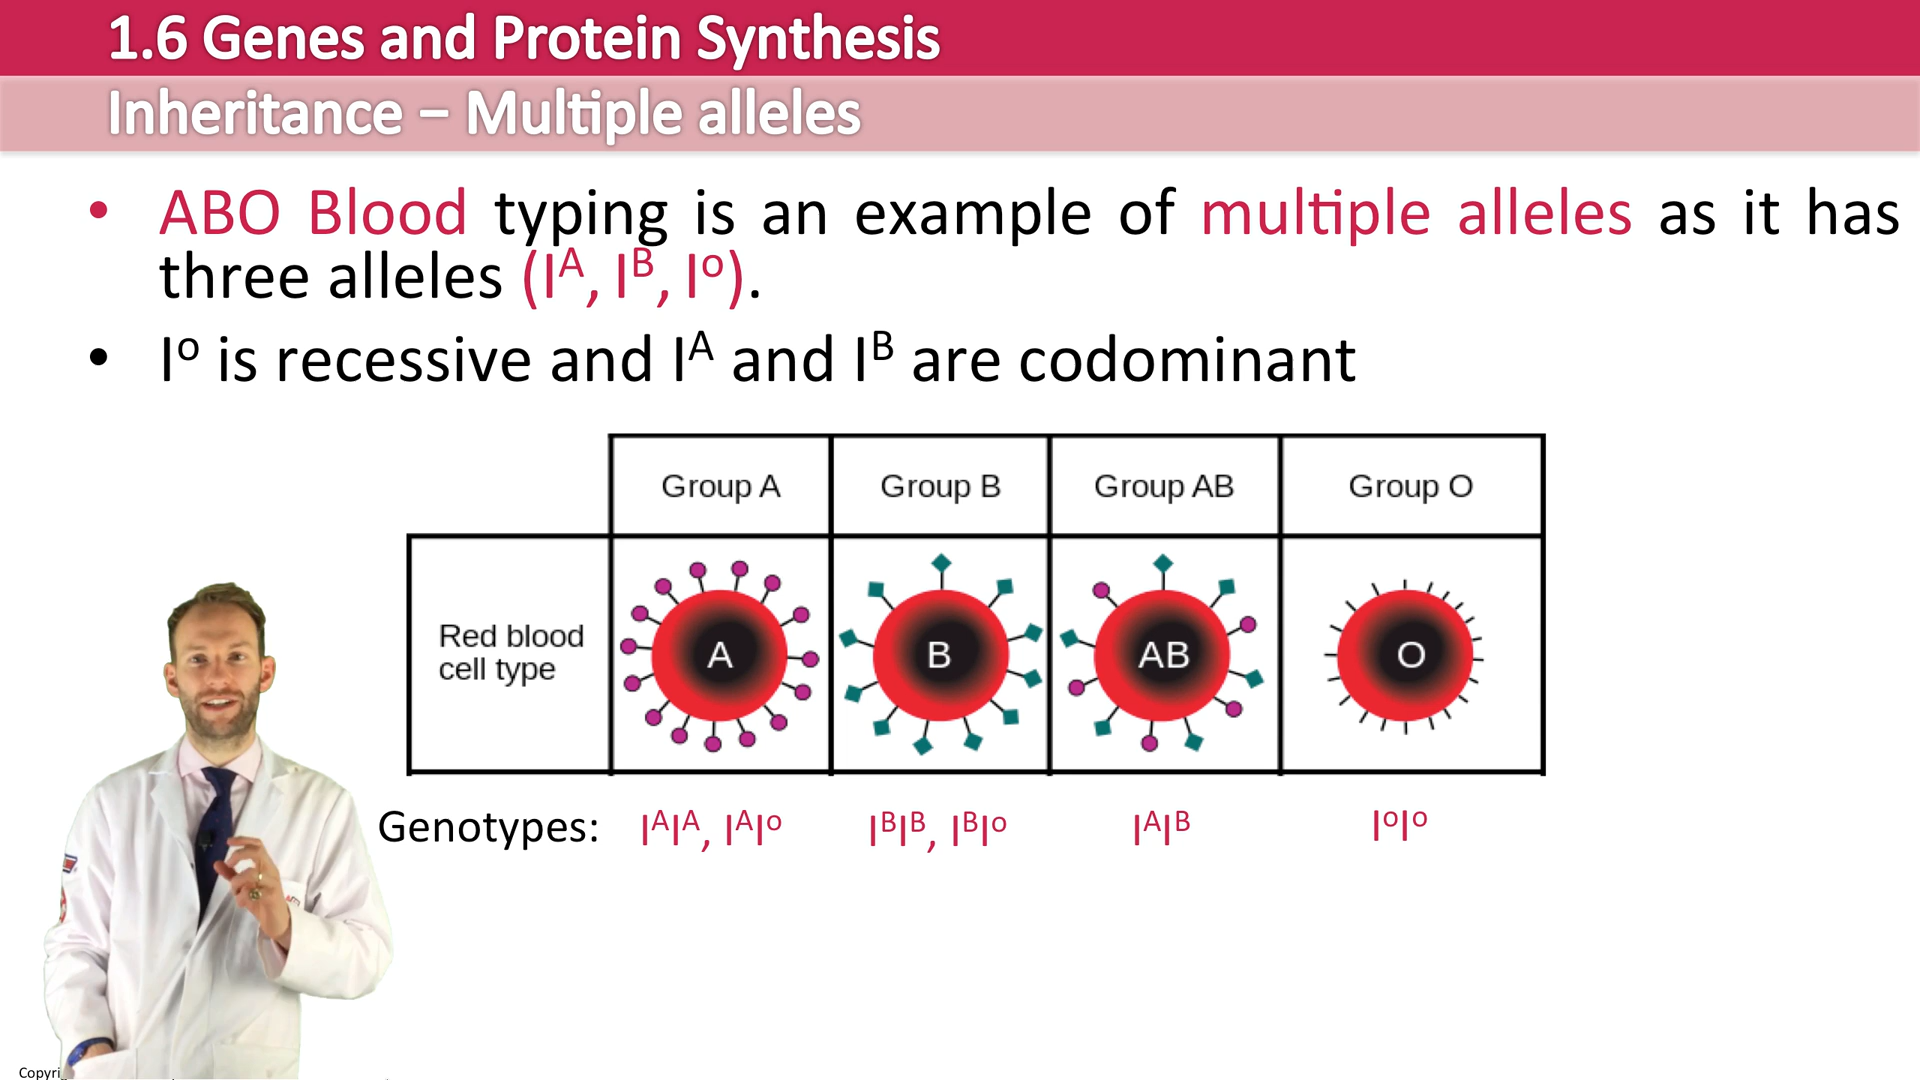 1.6 Genes and Protein Synthesis
Inheritance – Multiple alleles
• ABO Blood typing is an example of multiple alleles as it has
three alleles (Iᴬ, Iᴮ, Iᵒ).
• Iᵒ is recessive and Iᴬ and Iᴮ are codominant
Group A Group B Group AB Group O
Red blood
cell type
A B AB O
Genotypes: IᴬIᴬ, IᴬIᵒ IᴮIᴮ, IᴮIᵒ IᴬIᴮ IᵒIᵒ